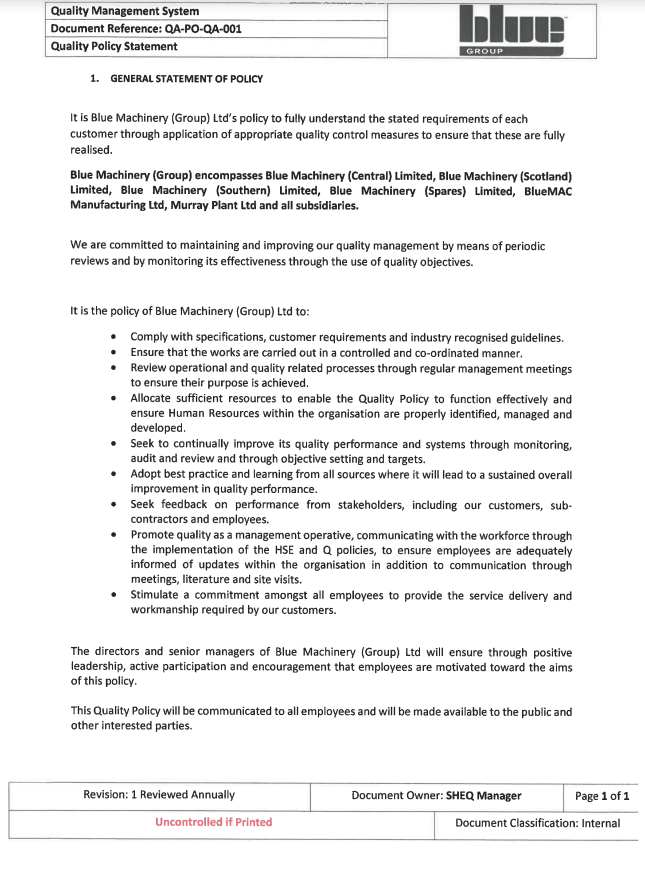 Quality Management System
Document Reference: QA-PO-QA-001
Quality Policy Statement
blue
GROUP
1. GENERAL STATEMENT OF POLICY
It is Blue Machinery (Group) Ltd's policy to fully understand the stated requirements of each
customer through application of appropriate quality control measures to ensure that these are fully
realised.
Blue Machinery (Group) encompasses Blue Machinery (Central) Limited, Blue Machinery (Scotland)
Limited, Blue Machinery (Southern) Limited, Blue Machinery (Spares) Limited, BlueMAC
Manufacturing Ltd, Murray Plant Ltd and all subsidiaries.
We are committed to maintaining and improving our quality management by means of periodic
reviews and by monitoring its effectiveness through the use of quality objectives.
It is the policy of Blue Machinery (Group) Ltd to:
• Comply with specifications, customer requirements and industry recognised guidelines.
• Ensure that the works are carried out in a controlled and co-ordinated manner.
• Review operational and quality related processes through regular management meetings
to ensure their purpose is achieved.
• Allocate sufficient resources to enable the Quality Policy to function effectively and
ensure Human Resources within the organisation are properly identified, managed and
developed.
• Seek to continually improve its quality performance and systems through monitoring,
audit and review and through objective setting and targets.
• Adopt best practice and learning from all sources where it will lead to a sustained overall
improvement in quality performance.
• Seek feedback on performance from stakeholders, including our customers, sub-
contractors and employees.
• Promote quality as a management operative, communicating with the workforce through
the implementation of the HSE and Q policies, to ensure employees are adequately
informed of updates within the organisation in addition to communication through
meetings, literature and site visits.
• Stimulate a commitment amongst all employees to provide the service delivery and
workmanship required by our customers.
The directors and senior managers of Blue Machinery (Group) Ltd will ensure through positive
leadership, active participation and encouragement that employees are motivated toward the aims
of this policy.
This Quality Policy will be communicated to all employees and will be made available to the public and
other interested parties.
Revision: 1 Reviewed Annually
Document Owner: SHEQ Manager
Page 1 of 1
Uncontrolled if Printed
Document Classification: Internal